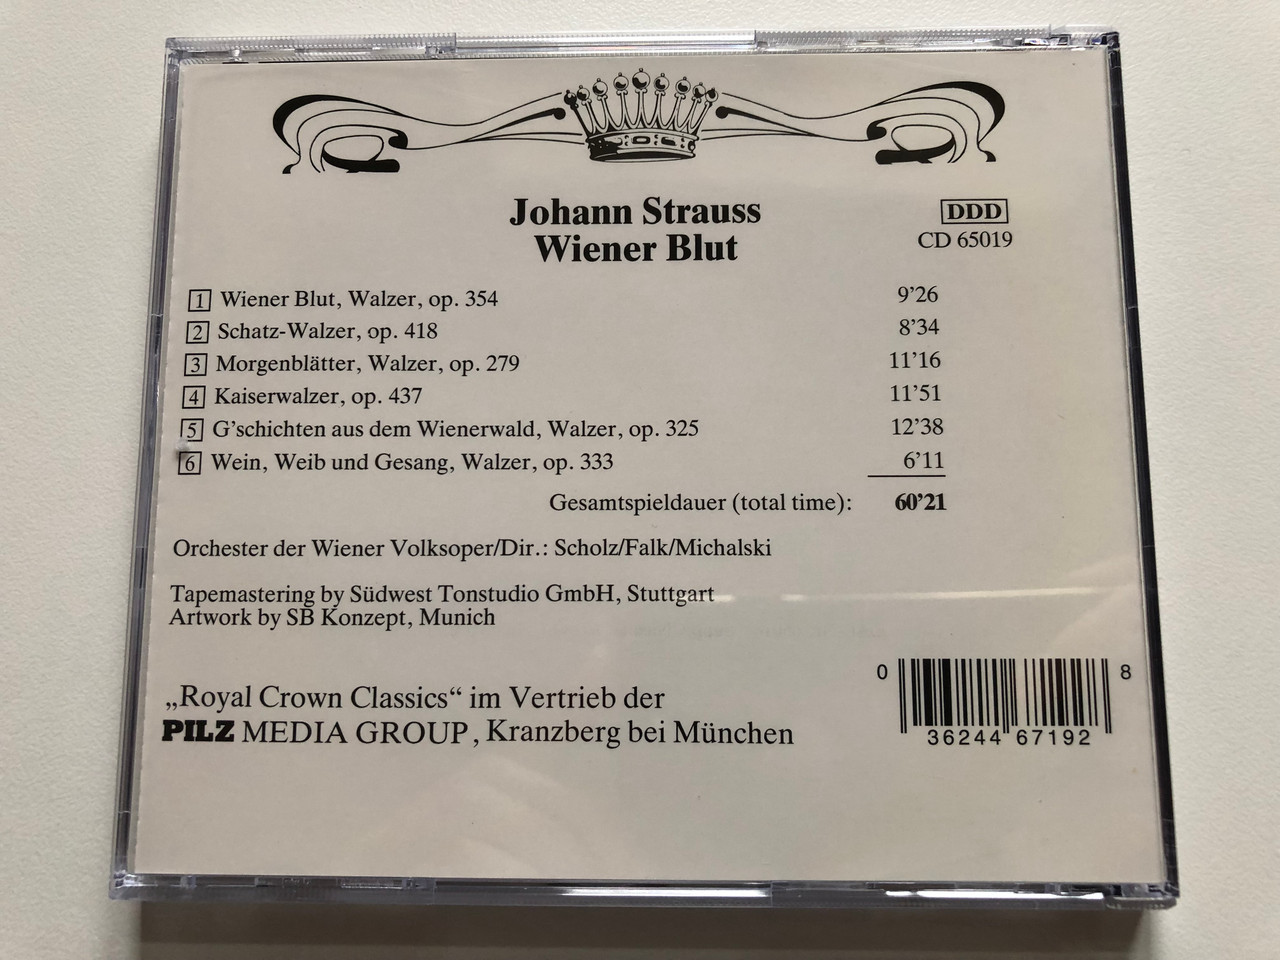 Johann Strauss
Wiener Blut
DDD
CD 65019
1 Wiener Blut, Walzer, op. 354 9'26
2 Schatz-Walzer, op. 418 8'34
3 Morgenblätter, Walzer, op. 279 11'16
4 Kaiserwalzer, op. 437 11'51
5 G'schichten aus dem Wienerwald, Walzer, op. 325 12'38
6 Wein, Weib und Gesang, Walzer, op. 333 6'11
Gesamtspieldauer (total time): 60'21
Orchester der Wiener Volksoper/Dir.: Scholz/Falk/Michalski
Tapemastering by Südwest Tonstudio GmbH, Stuttgart
Artwork by SB Konzept, Munich
„Royal Crown Classics“ im Vertrieb der
PILZ MEDIA GROUP, Kranzberg bei München
0 36244 67192 8